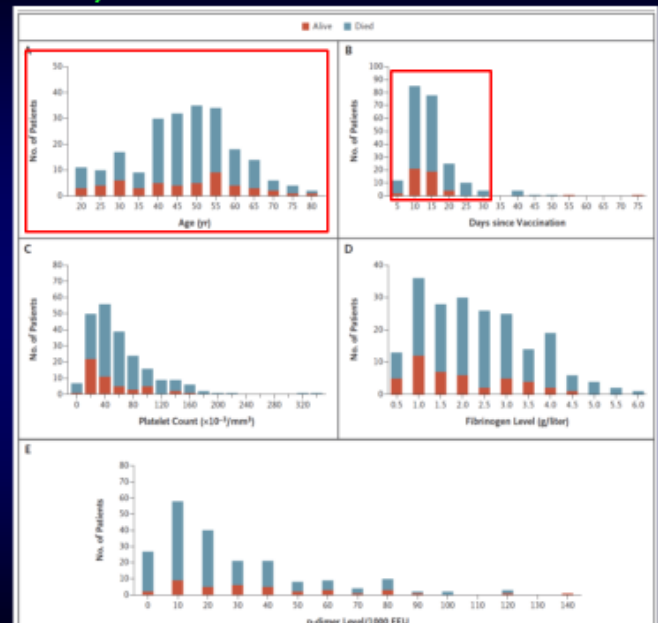 Alive Died
A
No. of Patients
50
40
30
20
10
0
20 25 30 35 40 45 50 55 60 65 70 75 80
Age (yr)
B
No. of Patients
100
90
80
70
60
50
40
30
20
10
0
5 10 15 20 25 30 35 40 45 50 55 60 65 70 75
Days since Vaccination
C
No. of Patients
80
70
60
50
40
30
20
10
0
0 40 80 120 160 200 240 280 320
Platelet Count (×10⁻³/mm³)
D
No. of Patients
40
30
20
10
0
0.5 1.0 1.5 2.0 2.5 3.0 3.5 4.0 4.5 5.0 5.5 6.0
Fibrinogen Level (g/liter)
E
No. of Patients
80
70
60
50
40
30
20
10
0
0 10 20 30 40 50 60 70 80 90 100 110 120 130 140
D-dimer Level